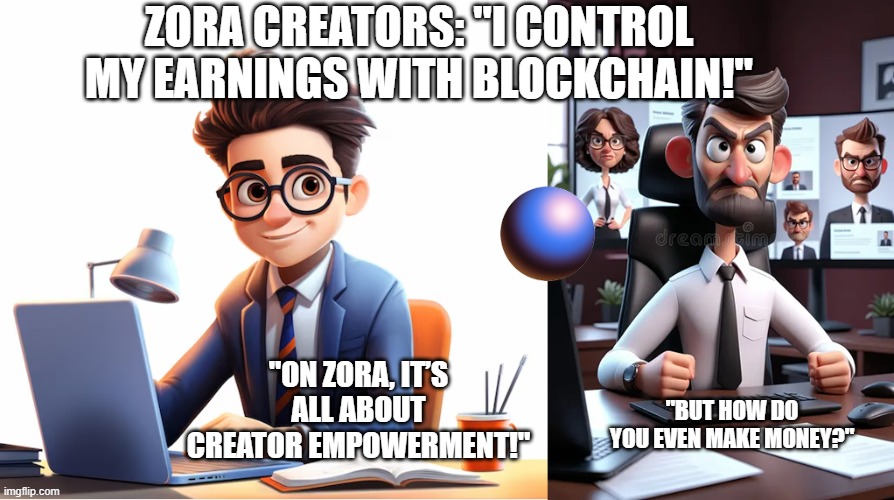 ZORA CREATORS: "I CONTROL
MY EARNINGS WITH BLOCKCHAIN!"
dreamstime
"ON ZORA, IT'S
ALL ABOUT
CREATOR EMPOWERMENT!"
"BUT HOW DO
YOU EVEN MAKE MONEY?"
imgflip.com